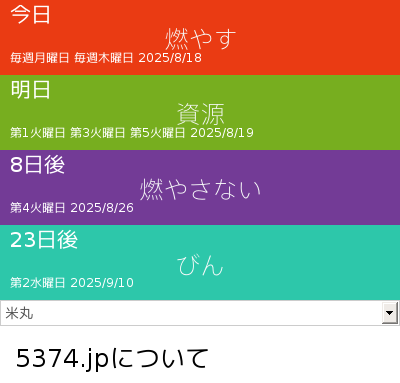 今日
燃やす
毎週月曜日 毎週木曜日 2025/8/18
明日
資源
第1火曜日 第3火曜日 第5火曜日 2025/8/19
8日後
燃やさない
第4火曜日 2025/8/26
23日後
びん
第2水曜日 2025/9/10
米丸
5374.jpについて